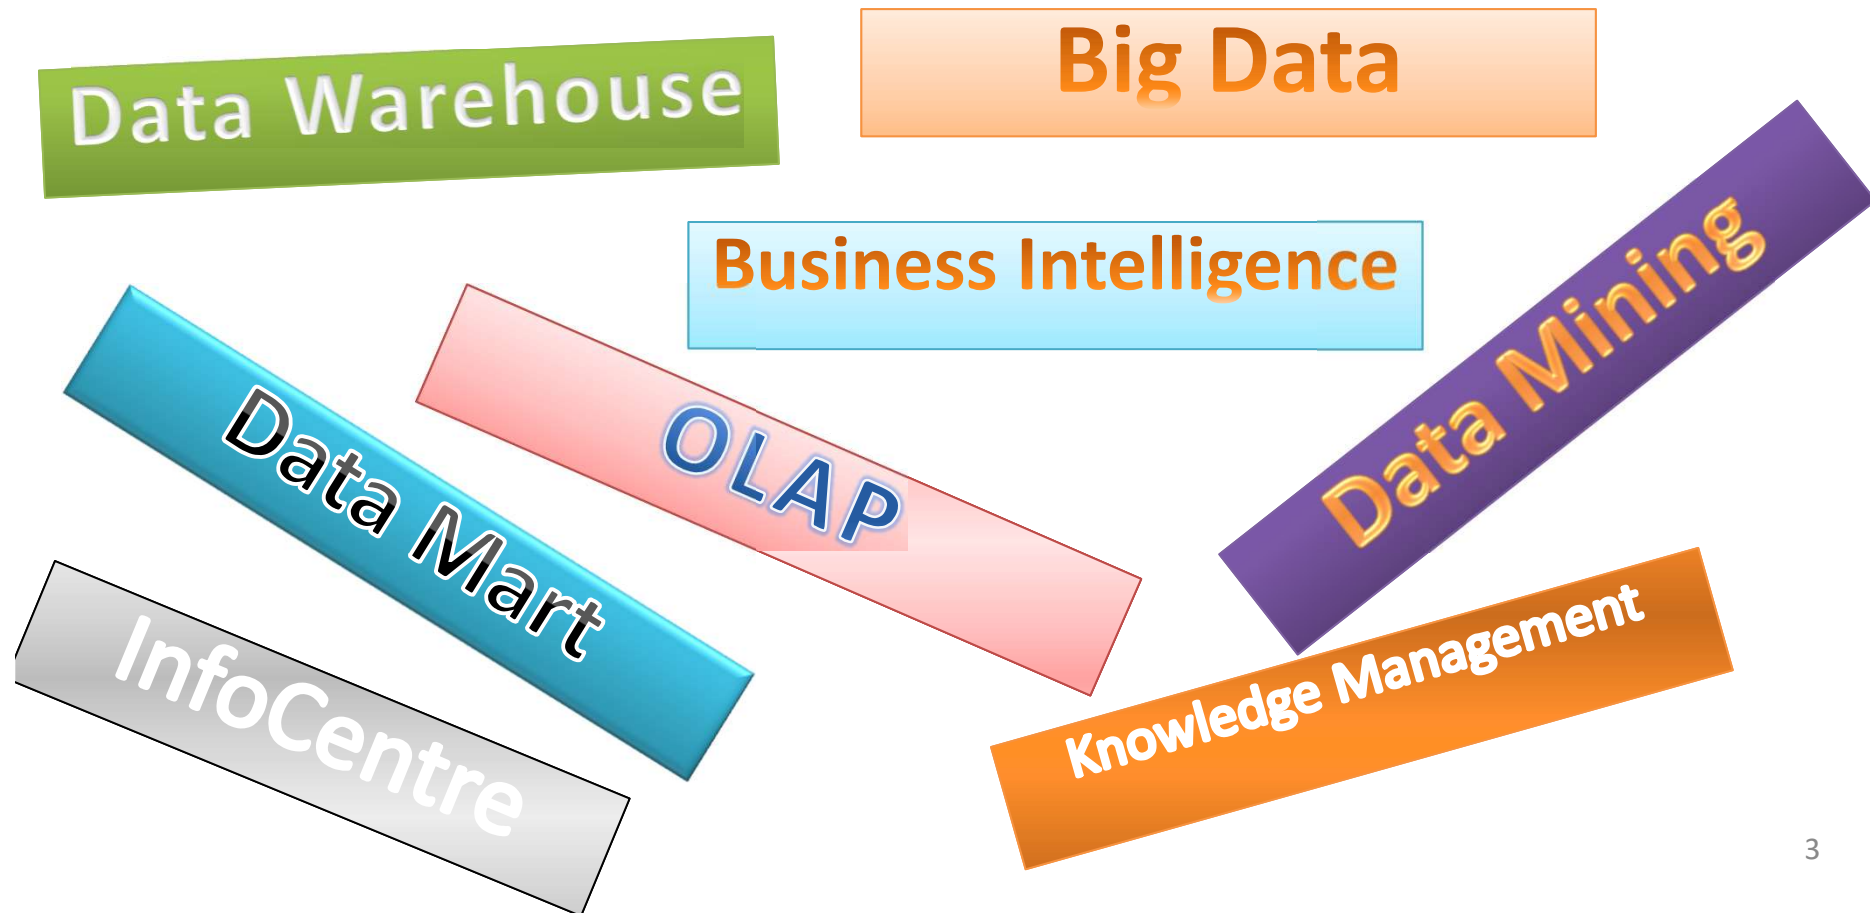 Data Warehouse
Big Data
Business Intelligence
Data Mining
OLAP
Data Mart
InfoCentre
Knowledge Management
3